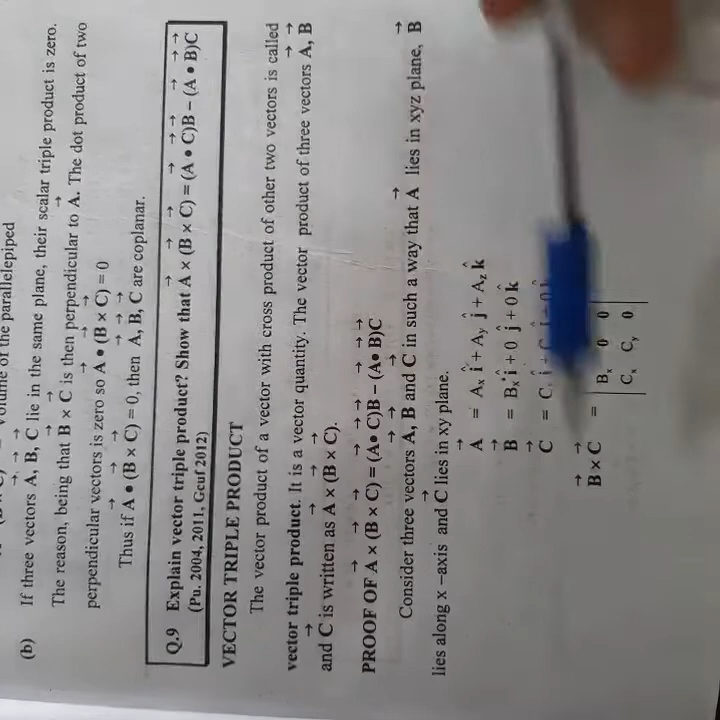 volume of the parallelepiped
(b) If three vectors A⃗, B⃗, C⃗ lie in the same plane, their scalar triple product is zero.
The reason, being that B⃗ × C⃗ is then perpendicular to A⃗. The dot product of two
perpendicular vectors is zero so A⃗ • (B⃗ × C⃗) = 0
Thus if A⃗ • (B⃗ × C⃗) = 0, then A⃗, B⃗, C⃗ are coplanar.
Q.9 Explain vector triple product? Show that A⃗ × (B⃗ × C⃗) = (A⃗ • C⃗)B⃗ – (A⃗ • B⃗)C⃗
(Pu. 2004, 2011, Gcuf 2012)
VECTOR TRIPLE PRODUCT
The vector product of a vector with cross product of other two vectors is called
vector triple product. It is a vector quantity. The vector product of three vectors A⃗, B⃗
and C⃗ is written as A⃗ × (B⃗ × C⃗).
PROOF OF A⃗ × (B⃗ × C⃗) = (A⃗• C⃗)B⃗ – (A⃗• B⃗)C⃗
Consider three vectors A⃗, B⃗ and C⃗ in such a way that A⃗ lies in xyz plane, B⃗
lies along x –axis and C⃗ lies in xy plane.
A⃗ = Aₓ î + A_y ĵ + A_z k̂
B⃗ = Bₓ î + 0 ĵ + 0 k̂
C⃗ = C
B⃗ × C⃗ =
Bₓ 0 0
Cₓ C_y 0